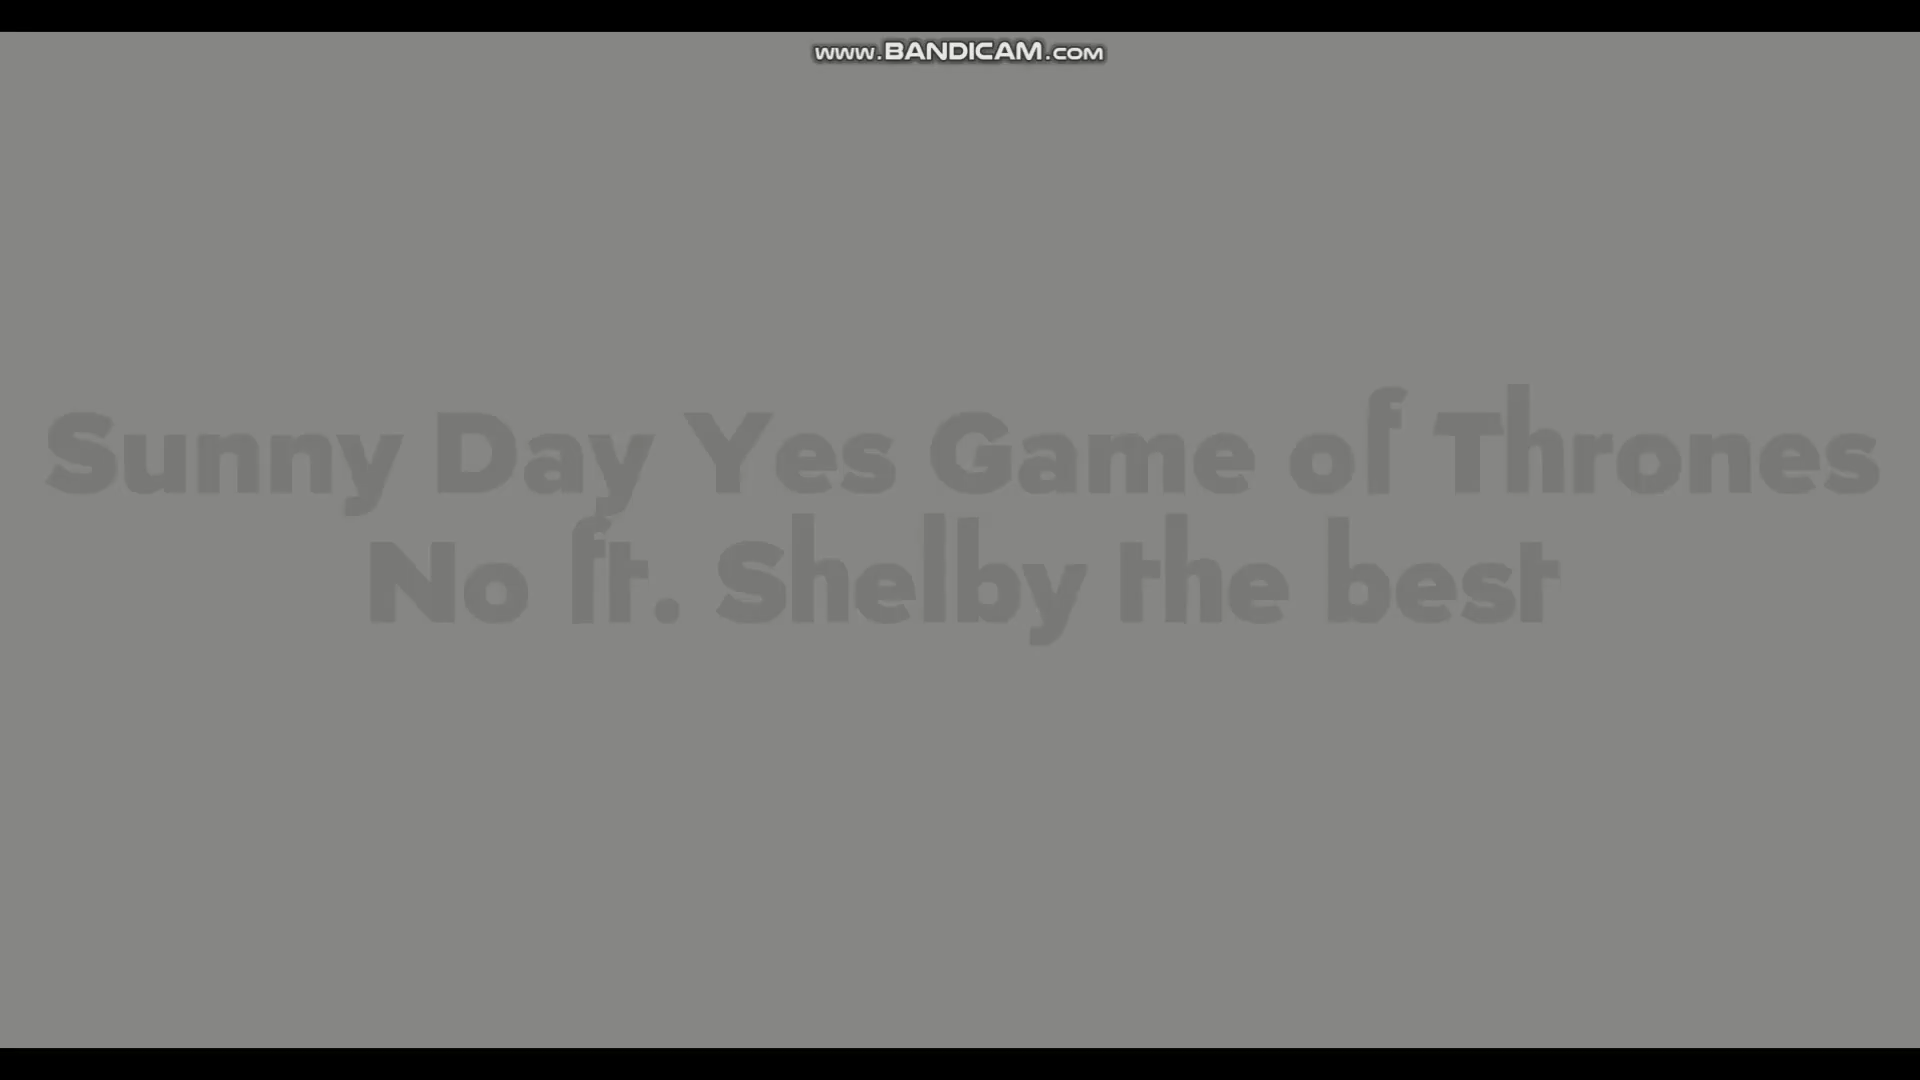 www.BANDICAM.com
Sunny Day Yes Game of Thrones
No ft. Shelby the best